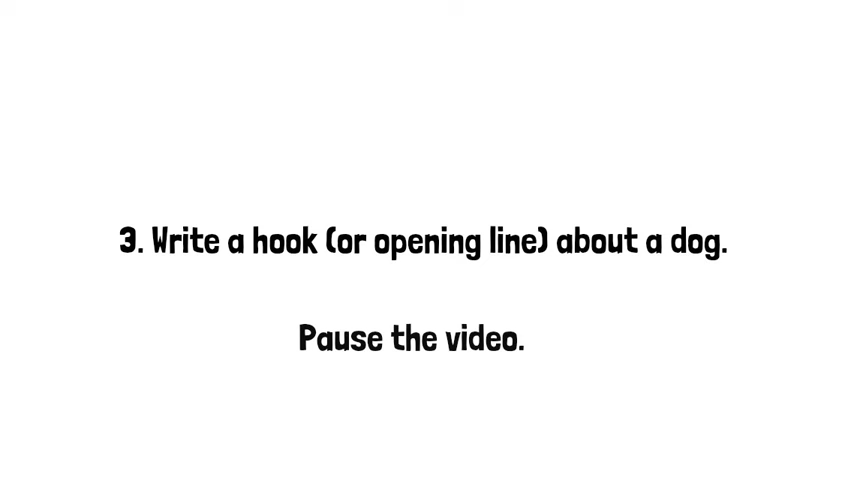 3. Write a hook (or opening line) about a dog.
Pause the video.